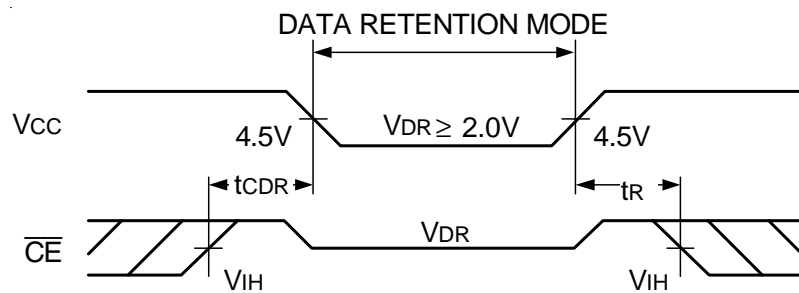 DATA RETENTION MODE
VCC
4.5V
VDR ≥ 2.0V
4.5V
tCDR
tR
CE
VDR
VIH
VIH